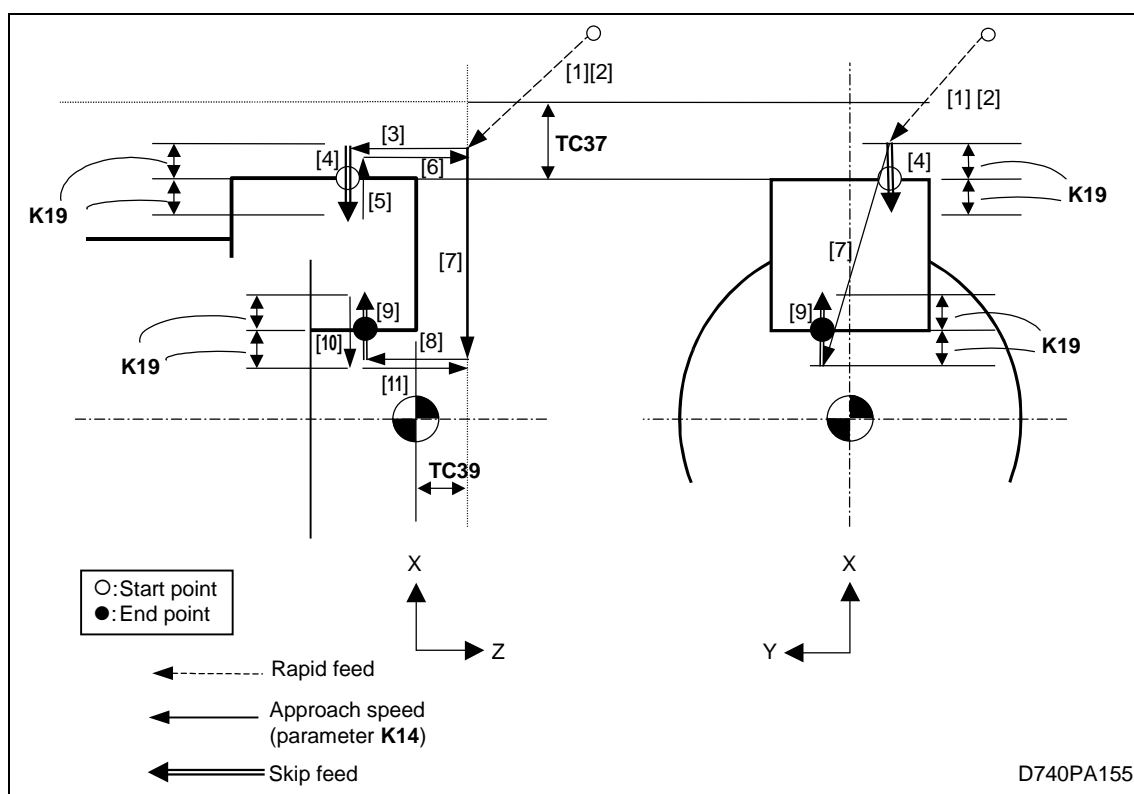 [1][2]
[1] [2]
[3]
TC37
[4]
[6]
[4]
K19
[5]
K19
[7]
[7]
[9]
[9]
[10]
[8]
K19
K19
[11]
TC39
X
X
○:Start point
●:End point
Z
Y
Rapid feed
Approach speed
(parameter K14)
Skip feed
D740PA155